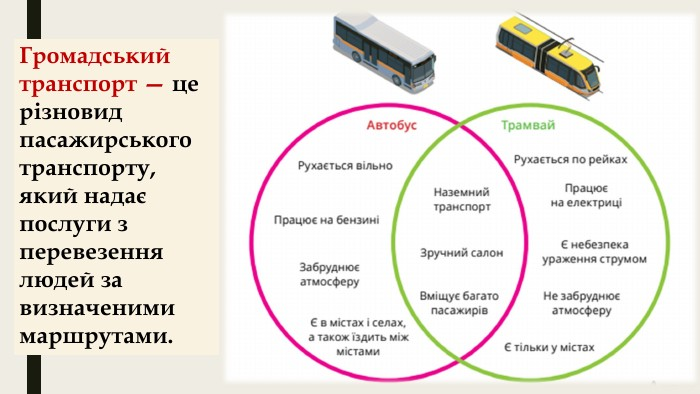 Громадський
транспорт — це
різновид
пасажирського
транспорту,
який надає
послуги з
перевезення
людей за
визначеними
маршрутами.
Автобус
Рухається вільно
Працює на бензині
Забруднює
атмосферу
Є в містах і селах,
а також їздить між
містами
Наземний
транспорт
Зручний салон
Вміщує багато
пасажирів
Трамвай
Рухається по рейках
Працює
на електриці
Є небезпека
ураження струмом
Не забруднює
атмосферу
Є тільки у містах